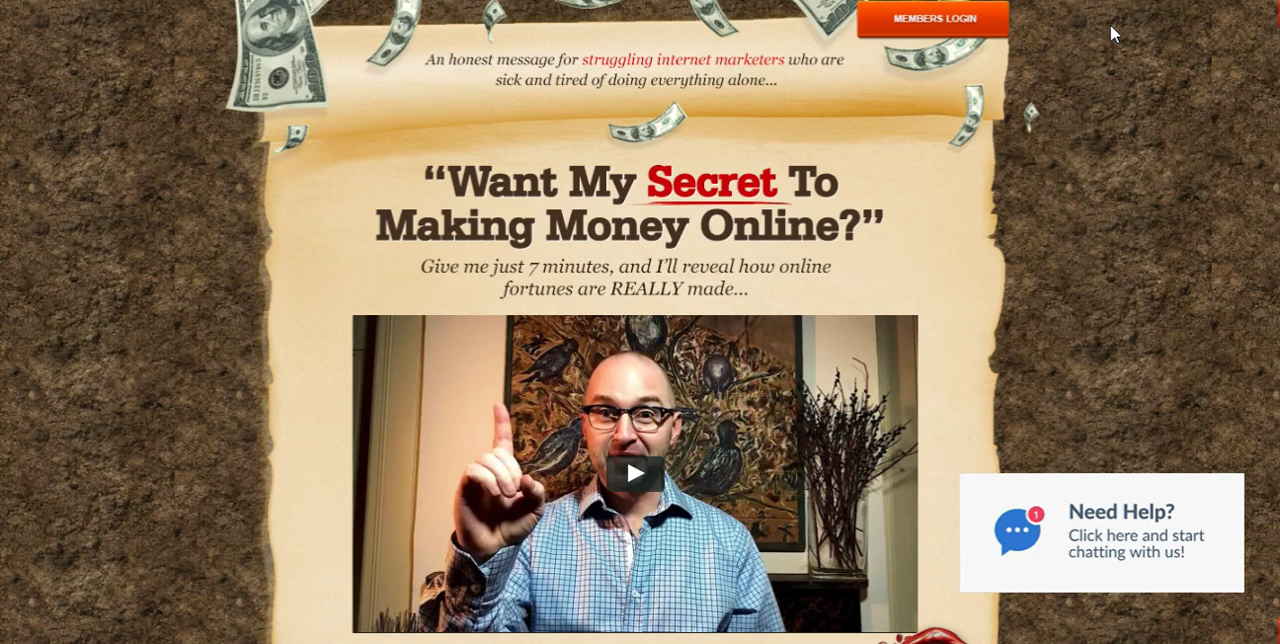 MEMBERS LOGIN
An honest message for struggling internet marketers who are
sick and tired of doing everything alone...
“Want My Secret To
Making Money Online?”
Give me just 7 minutes, and I’ll reveal how online
fortunes are REALLY made...
1
Need Help?
Click here and start
chatting with us!